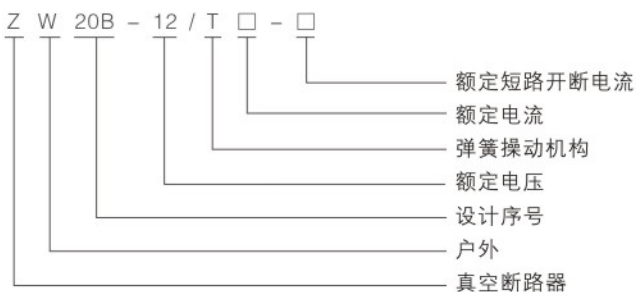 Z W 20B - 12 / T □ - □
额定短路开断电流
额定电流
弹簧操动机构
额定电压
设计序号
户外
真空断路器